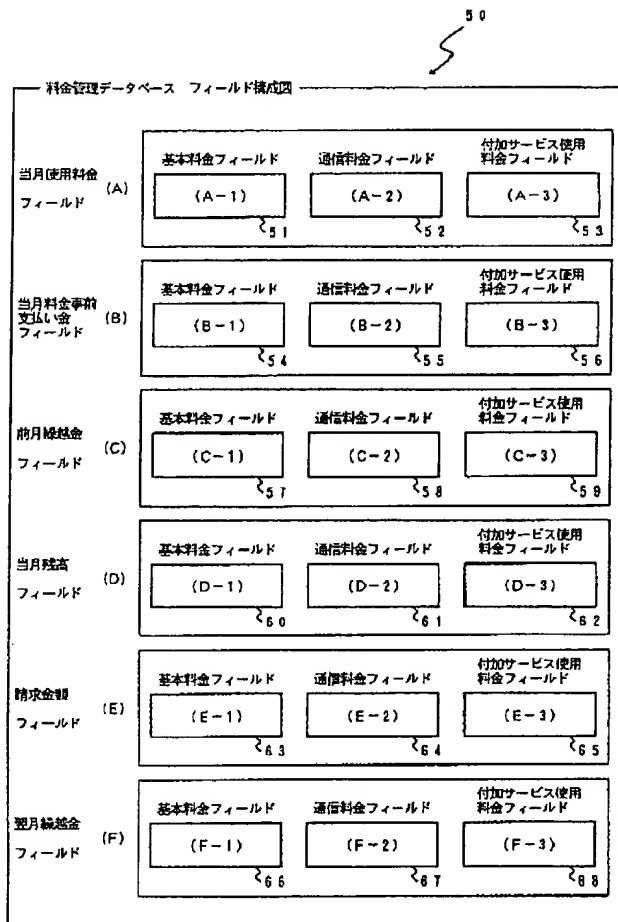 50
料金管理データベース フィールド構成図
当月使用料金
フィールド
(A)
基本料金フィールド
(A-1)
51
通信料金フィールド
(A-2)
52
付加サービス使用
料金フィールド
(A-3)
53
当月料金事前
支払い金
フィールド
(B)
基本料金フィールド
(B-1)
54
通信料金フィールド
(B-2)
55
付加サービス使用
料金フィールド
(B-3)
56
前月繰越金
フィールド
(C)
基本料金フィールド
(C-1)
57
通信料金フィールド
(C-2)
58
付加サービス使用
料金フィールド
(C-3)
59
当月残高
フィールド
(D)
基本料金フィールド
(D-1)
60
通信料金フィールド
(D-2)
61
付加サービス使用
料金フィールド
(D-3)
62
請求金額
フィールド
(E)
基本料金フィールド
(E-1)
63
通信料金フィールド
(E-2)
64
付加サービス使用
料金フィールド
(E-3)
65
翌月繰越金
フィールド
(F)
基本料金フィールド
(F-1)
66
通信料金フィールド
(F-2)
67
付加サービス使用
料金フィールド
(F-3)
68